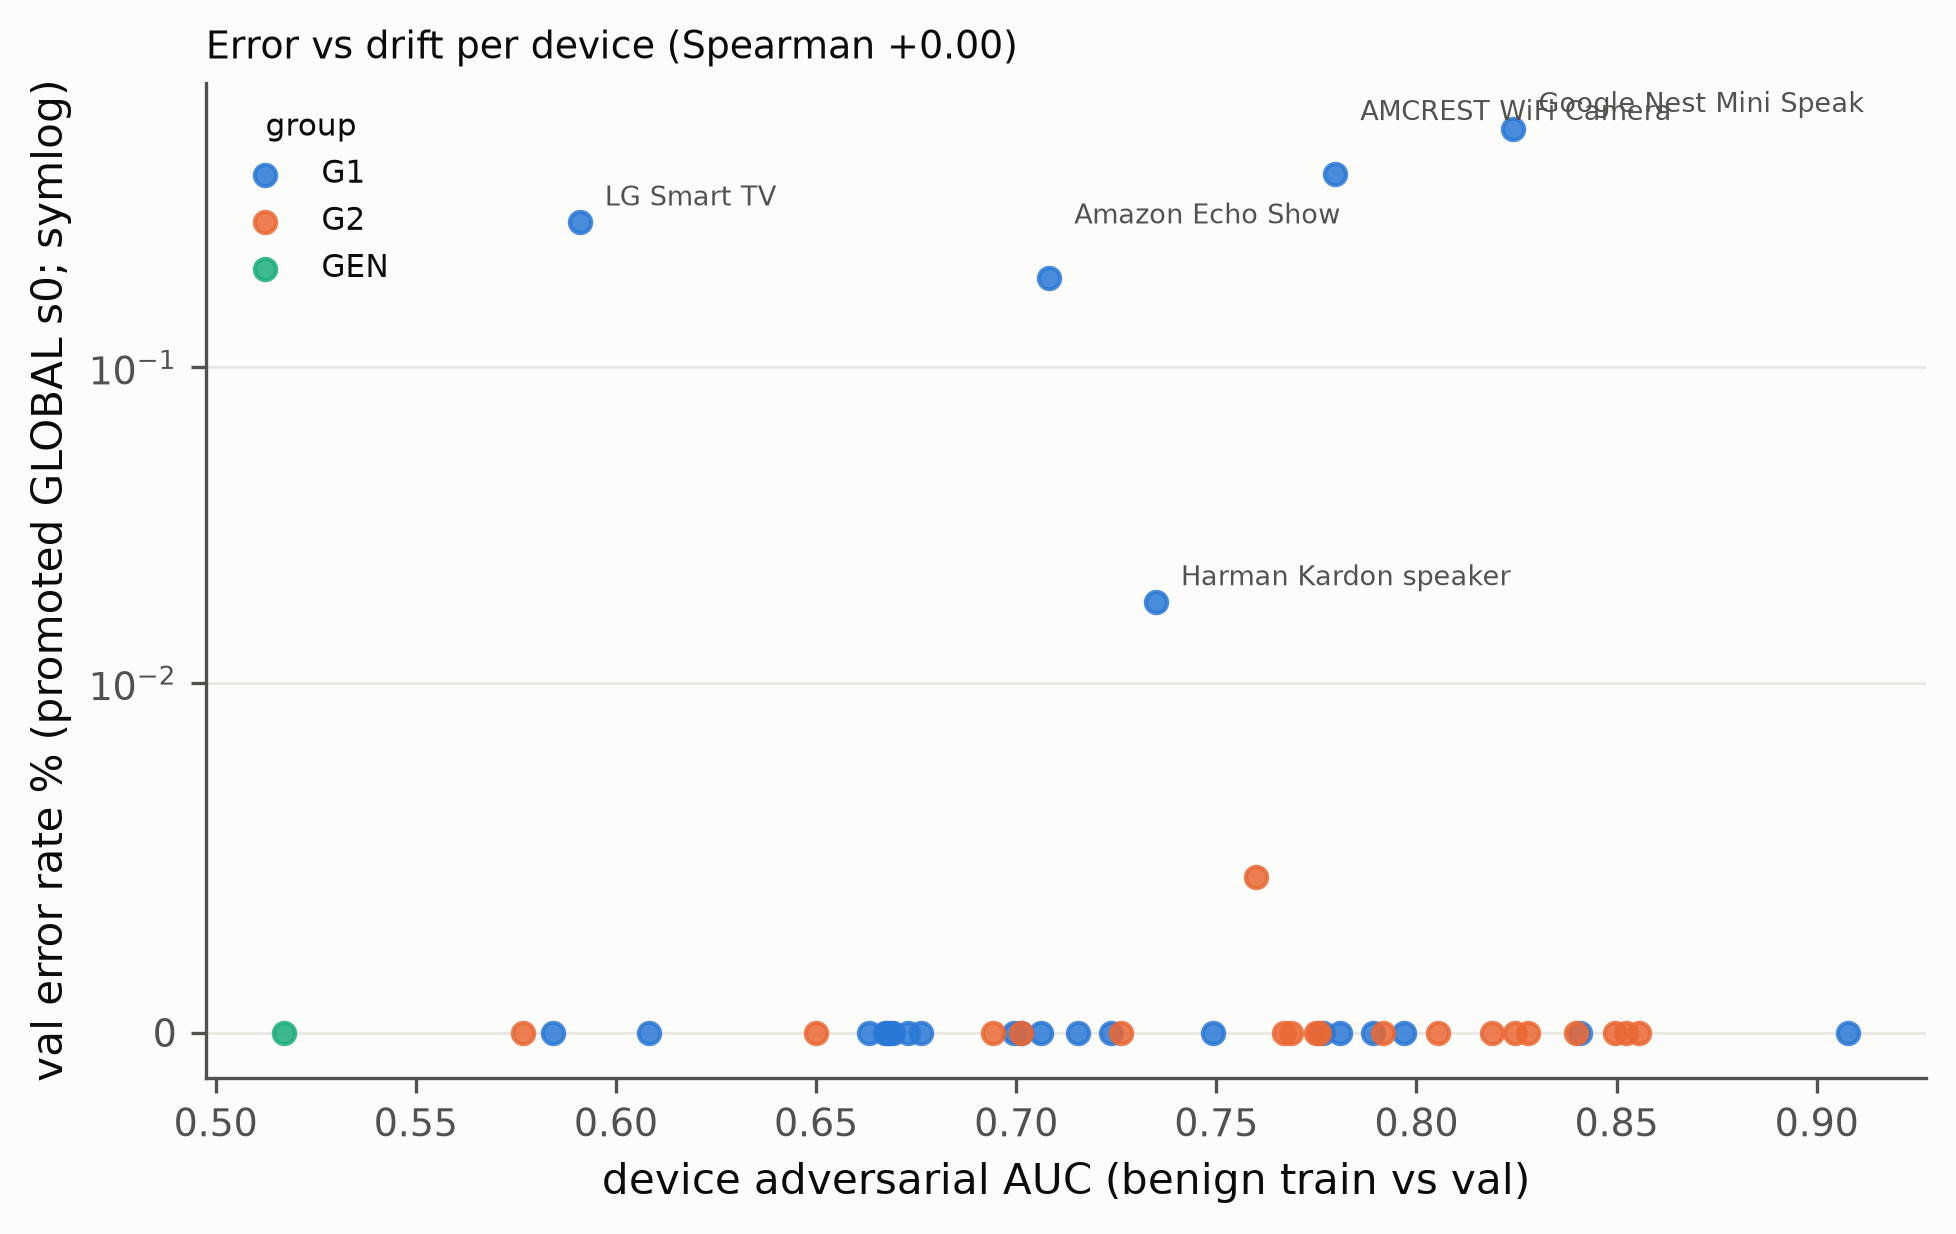 Error vs drift per device (Spearman +0.00)
group
G1
G2
GEN
AMCREST WiFi Camera
Google Nest Mini Speak
LG Smart TV
Amazon Echo Show
Harman Kardon speaker
val error rate % (promoted GLOBAL s0; symlog)
10⁻¹
10⁻²
0
0.50 0.55 0.60 0.65 0.70 0.75 0.80 0.85 0.90
device adversarial AUC (benign train vs val)